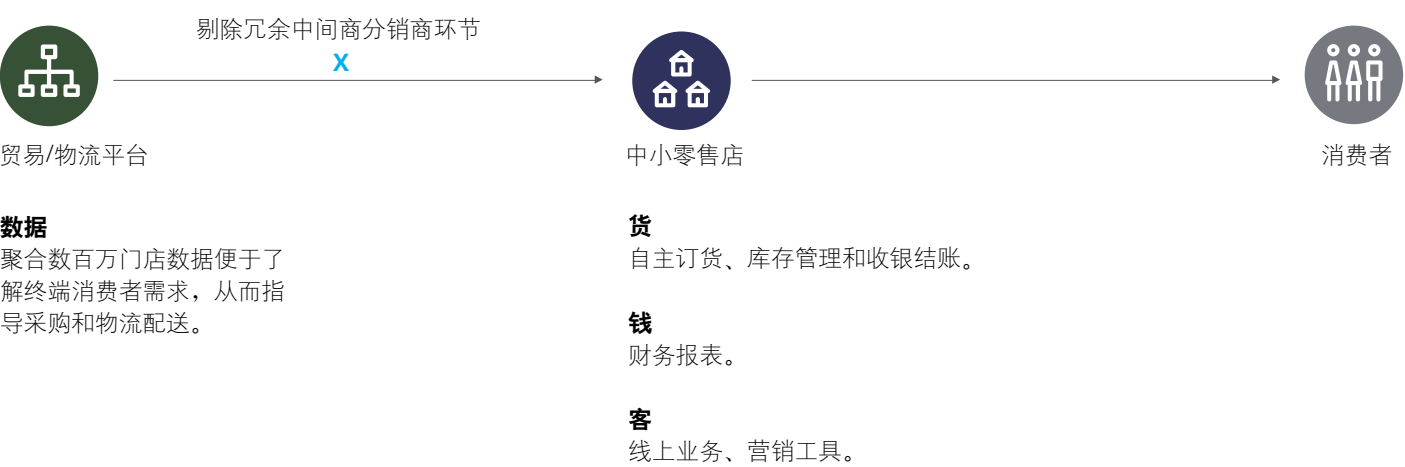 剔除冗余中间商分销商环节
X
贸易/物流平台
中小零售店
消费者
数据
聚合数百万门店数据便于了
解终端消费者需求，从而指
导采购和物流配送。
货
自主订货、库存管理和收银结账。
钱
财务报表。
客
线上业务、营销工具。